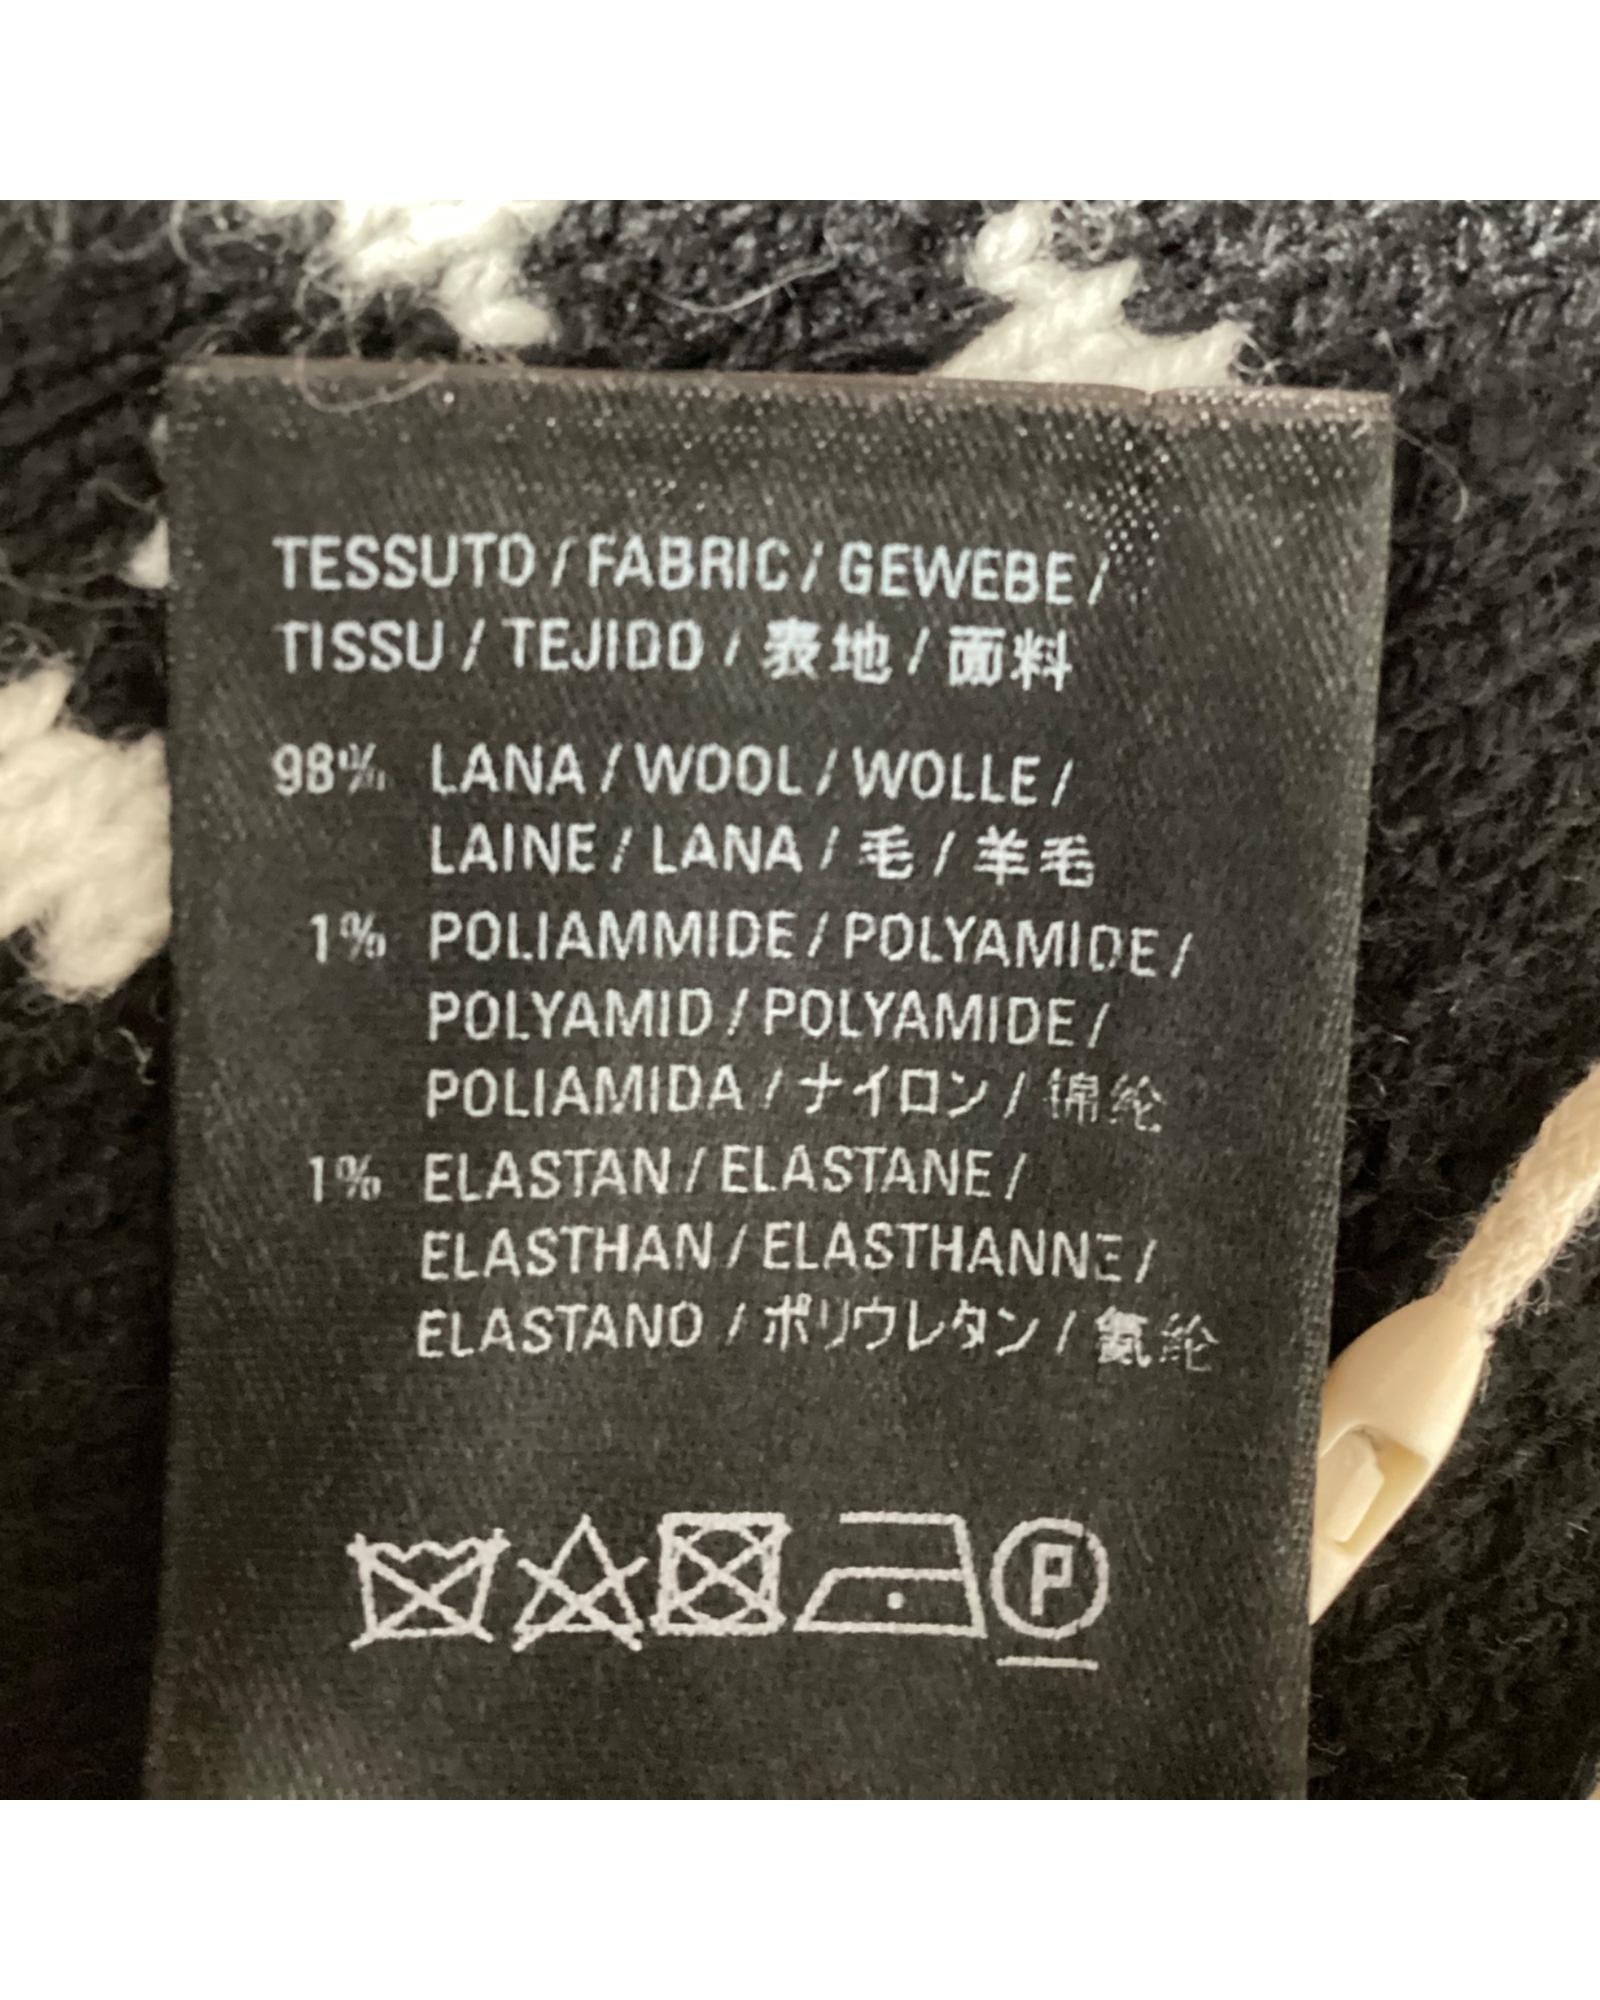 TESSUTO / FABRIC / GEWEBE /
TISSU / TEJIDO / 表地 / 面料
98% LANA / WOOL / WOLLE /
LAINE / LANA / 毛 / 羊毛
1% POLIAMMIDE / POLYAMIDE /
POLYAMID / POLYAMIDE /
POLIAMIDA / ナイロン / 锦纶
1% ELASTAN / ELASTANE /
ELASTHAN / ELASTHANNE /
ELASTANO / ポリウレタン / 氨纶
P